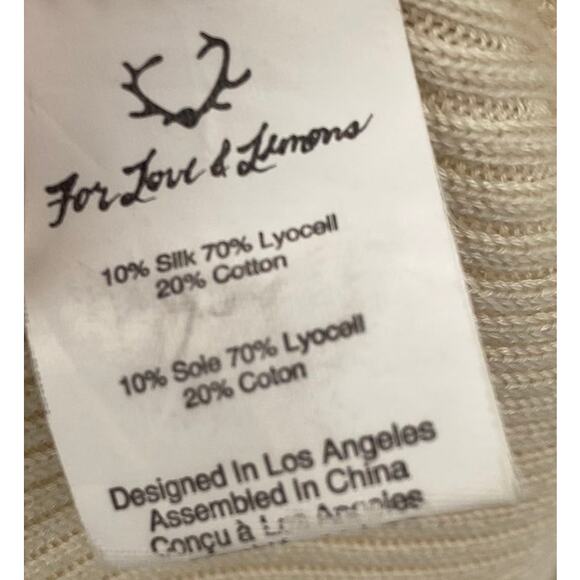 For Love & Lemons
10% Silk 70% Lyocell
20% Cotton
10% Soie 70% Lyocell
20% Coton
Designed In Los Angeles
Assembled In China
Conçu à Los Angeles